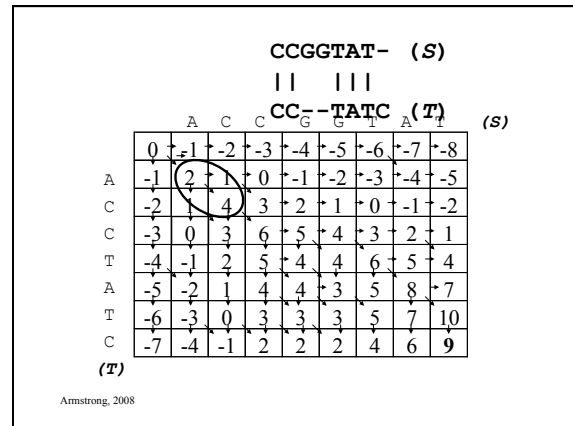 CCGGTAT- (S)
|| |||
CC--TATC (T)
A C C G G T A T (S)
0 -1 -2 -3 -4 -5 -6 -7 -8
A -1 2 1 0 -1 -2 -3 -4 -5
C -2 1 4 3 2 1 0 -1 -2
C -3 0 3 6 5 4 3 2 1
T -4 -1 2 5 4 4 6 5 4
A -5 -2 1 4 4 3 5 8 7
T -6 -3 0 3 3 3 5 7 10
C -7 -4 -1 2 2 2 4 6 9
(T)
Armstrong, 2008